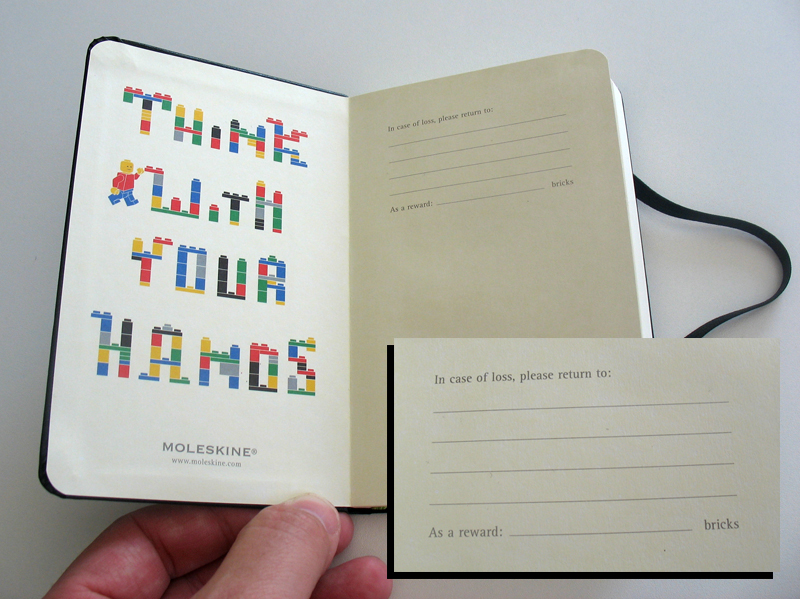 THiNK
WiTH
YOUR
HANDS
MOLESKINE®
www.moleskine.com
In case of loss, please return to:
As a reward: bricks
In case of loss, please return to:
As a reward: bricks